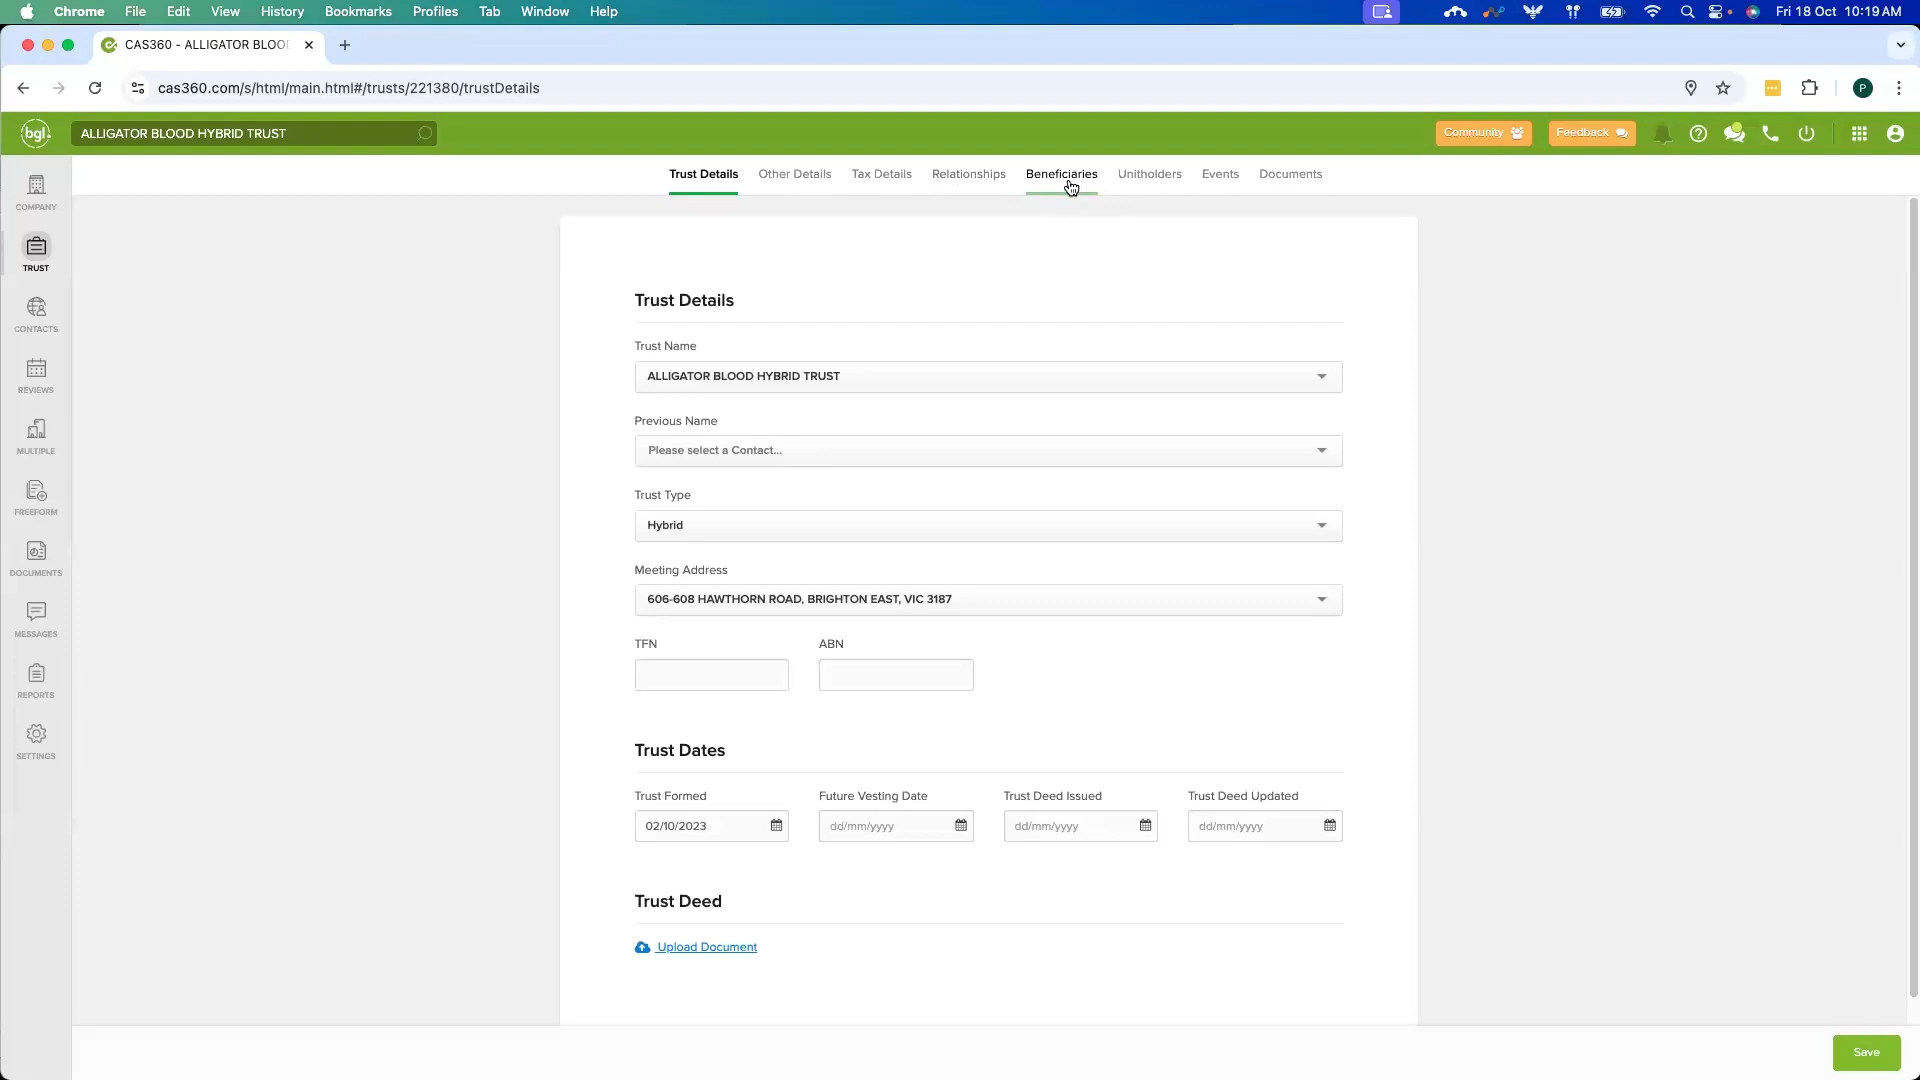 Chrome File Edit View History Bookmarks Profiles Tab Window Help Fri 18 Oct 10:19 AM
CAS360 - ALLIGATOR BLOO
cas360.com/s/html/main.html#/trusts/221380/trustDetails P
bgl. ALLIGATOR BLOOD HYBRID TRUST Community Feedback
Trust Details Other Details Tax Details Relationships Beneficiaries Unitholders Events Documents
COMPANY
TRUST
CONTACTS
REVIEWS
MULTIPLE
FREEFORM
DOCUMENTS
MESSAGES
REPORTS
SETTINGS
Trust Details
Trust Name
ALLIGATOR BLOOD HYBRID TRUST
Previous Name
Please select a Contact...
Trust Type
Hybrid
Meeting Address
606-608 HAWTHORN ROAD, BRIGHTON EAST, VIC 3187
TFN ABN
Trust Dates
Trust Formed Future Vesting Date Trust Deed Issued Trust Deed Updated
02/10/2023 dd/mm/yyyy dd/mm/yyyy dd/mm/yyyy
Trust Deed
Upload Document
Save